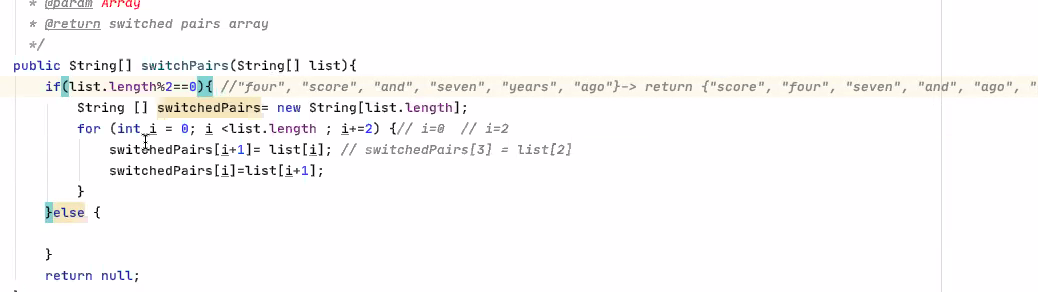 * @param Array
* @return switched pairs array
*/
public String[] switchPairs(String[] list){
if(list.length%2==0){ //"four", "score", "and", "seven", "years", "ago"}-> return {"score", "four", "seven", "and", "ago", "
String [] switchedPairs= new String[list.length];
for (int i = 0; i <list.length ; i+=2) {// i=0  // i=2
switchedPairs[i+1]= list[i]; // switchedPairs[3] = list[2]
switchedPairs[i]=list[i+1];
}
}else {
}
return null;